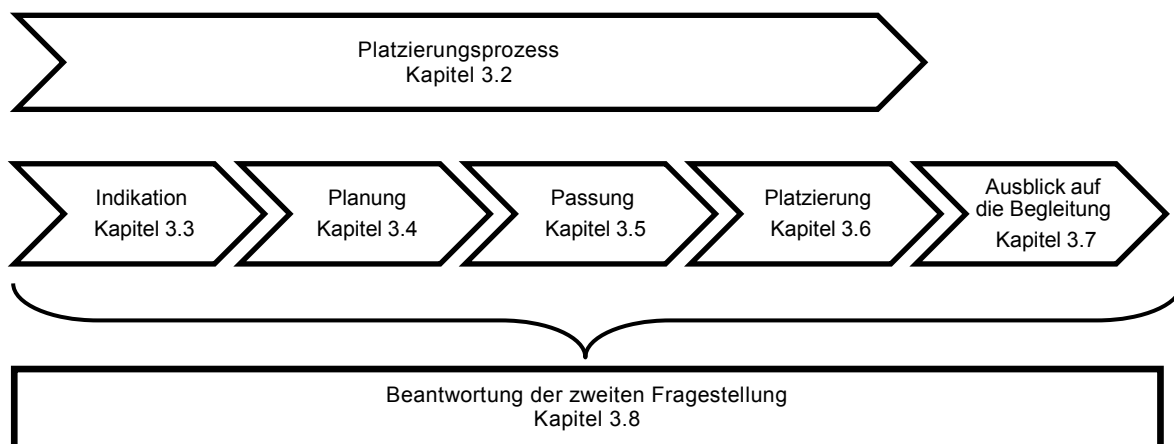 Platzierungsprozess
Kapitel 3.2
Indikation
Kapitel 3.3
Planung
Kapitel 3.4
Passung
Kapitel 3.5
Platzierung
Kapitel 3.6
Ausblick auf
die Begleitung
Kapitel 3.7
Beantwortung der zweiten Fragestellung
Kapitel 3.8